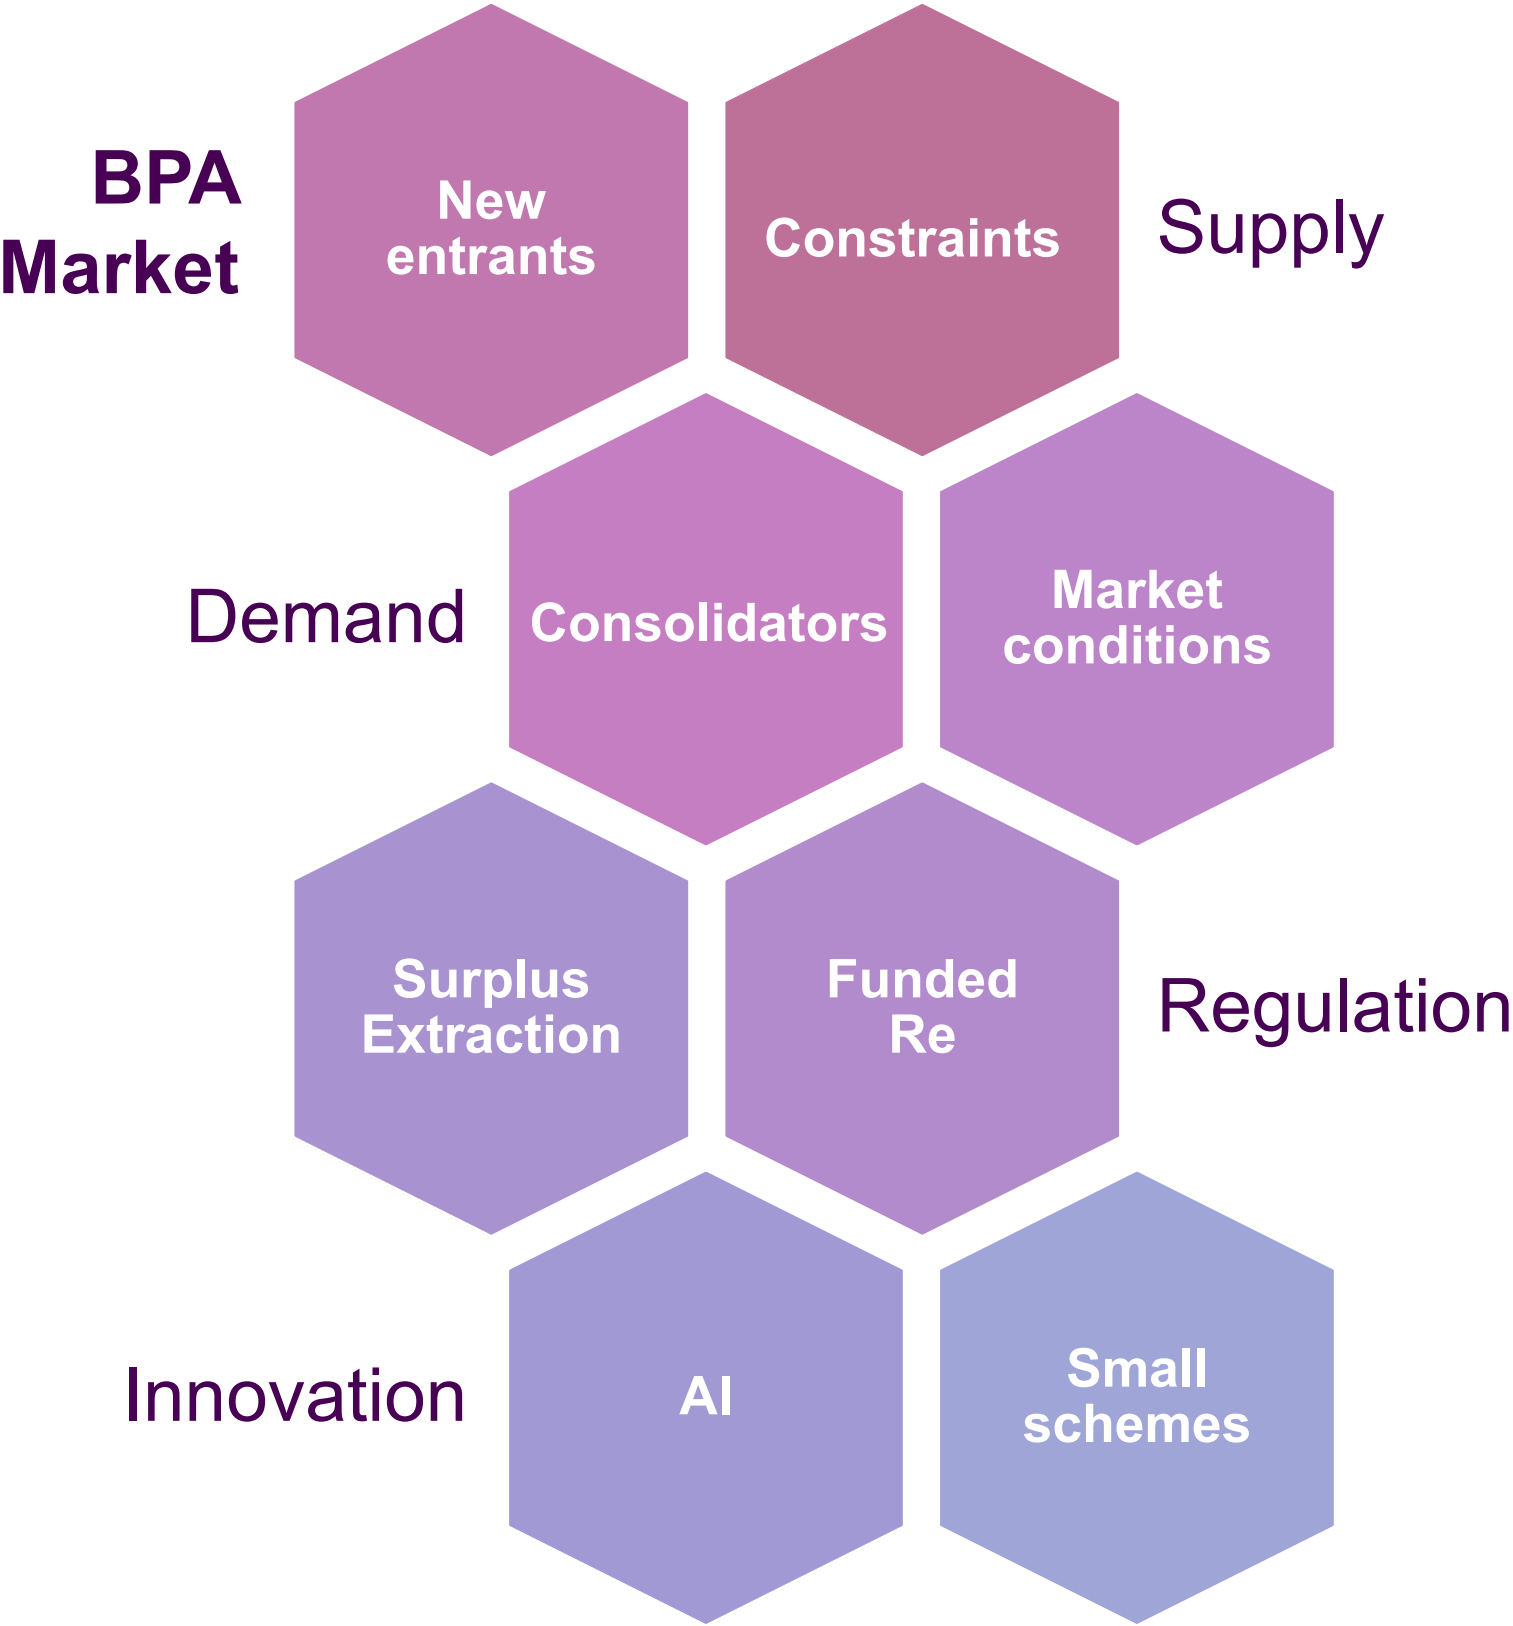 BPA
Market
New
entrants
Constraints
Supply
Demand
Consolidators
Market
conditions
Surplus
Extraction
Funded
Re
Regulation
Innovation
AI
Small
schemes